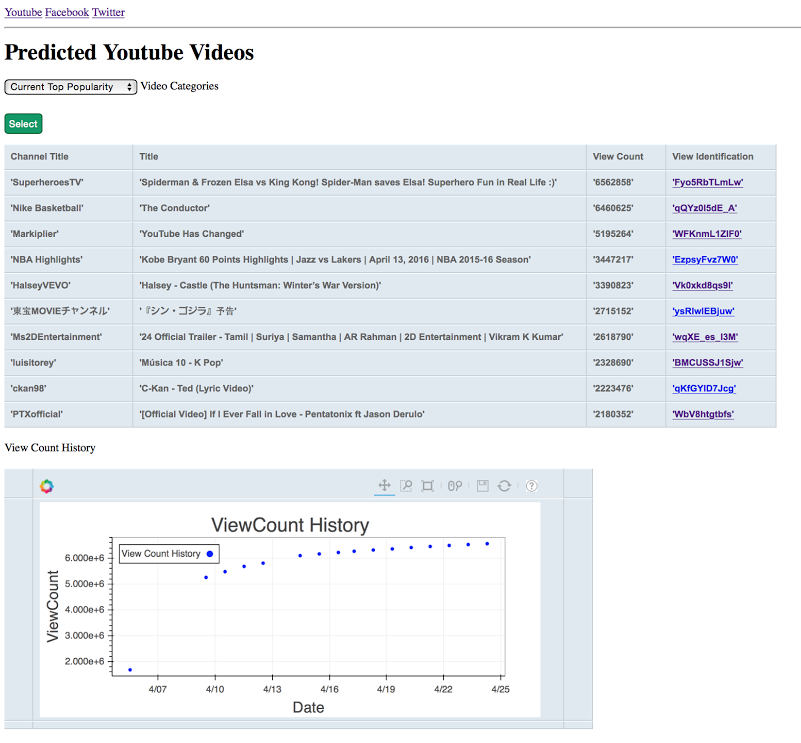 Youtube Facebook Twitter
Predicted Youtube Videos
Current Top Popularity Video Categories
Select
Channel Title Title View Count View Identification
'SuperheroesTV' 'Spiderman & Frozen Elsa vs King Kong! Spider-Man saves Elsa! Superhero Fun in Real Life :)' '6562858' 'Fyo5RbTLmLw'
'Nike Basketball' 'The Conductor' '6460625' 'qQYz0I5dE_A'
'Markiplier' 'YouTube Has Changed' '5195264' 'WFKnmL1ZIF0'
'NBA Highlights' 'Kobe Bryant 60 Points Highlights | Jazz vs Lakers | April 13, 2016 | NBA 2015-16 Season' '3447217' 'EzpsyFvz7W0'
'HalseyVEVO' 'Halsey - Castle (The Huntsman: Winter's War Version)' '3390823' 'Vk0xkd8qs9I'
'東宝MOVIEチャンネル' '『シン・ゴジラ』予告' '2715152' 'ysRIwIEBjuw'
'Ms2DEntertainment' '24 Official Trailer - Tamil | Suriya | Samantha | AR Rahman | 2D Entertainment | Vikram K Kumar' '2618790' 'wqXE_es_I3M'
'luisitorey' 'Música 10 - K Pop' '2328690' 'BMCUSSJ1Sjw'
'ckan98' 'C-Kan - Ted (Lyric Video)' '2223476' 'qKfGYID7Jcg'
'PTXofficial' '[Official Video] If I Ever Fall in Love - Pentatonix ft Jason Derulo' '2180352' 'WbV8htgtbfs'
View Count History
ViewCount History
View Count History
6.000e+6
5.000e+6
4.000e+6
3.000e+6
2.000e+6
ViewCount
4/07 4/10 4/13 4/16 4/19 4/22 4/25
Date